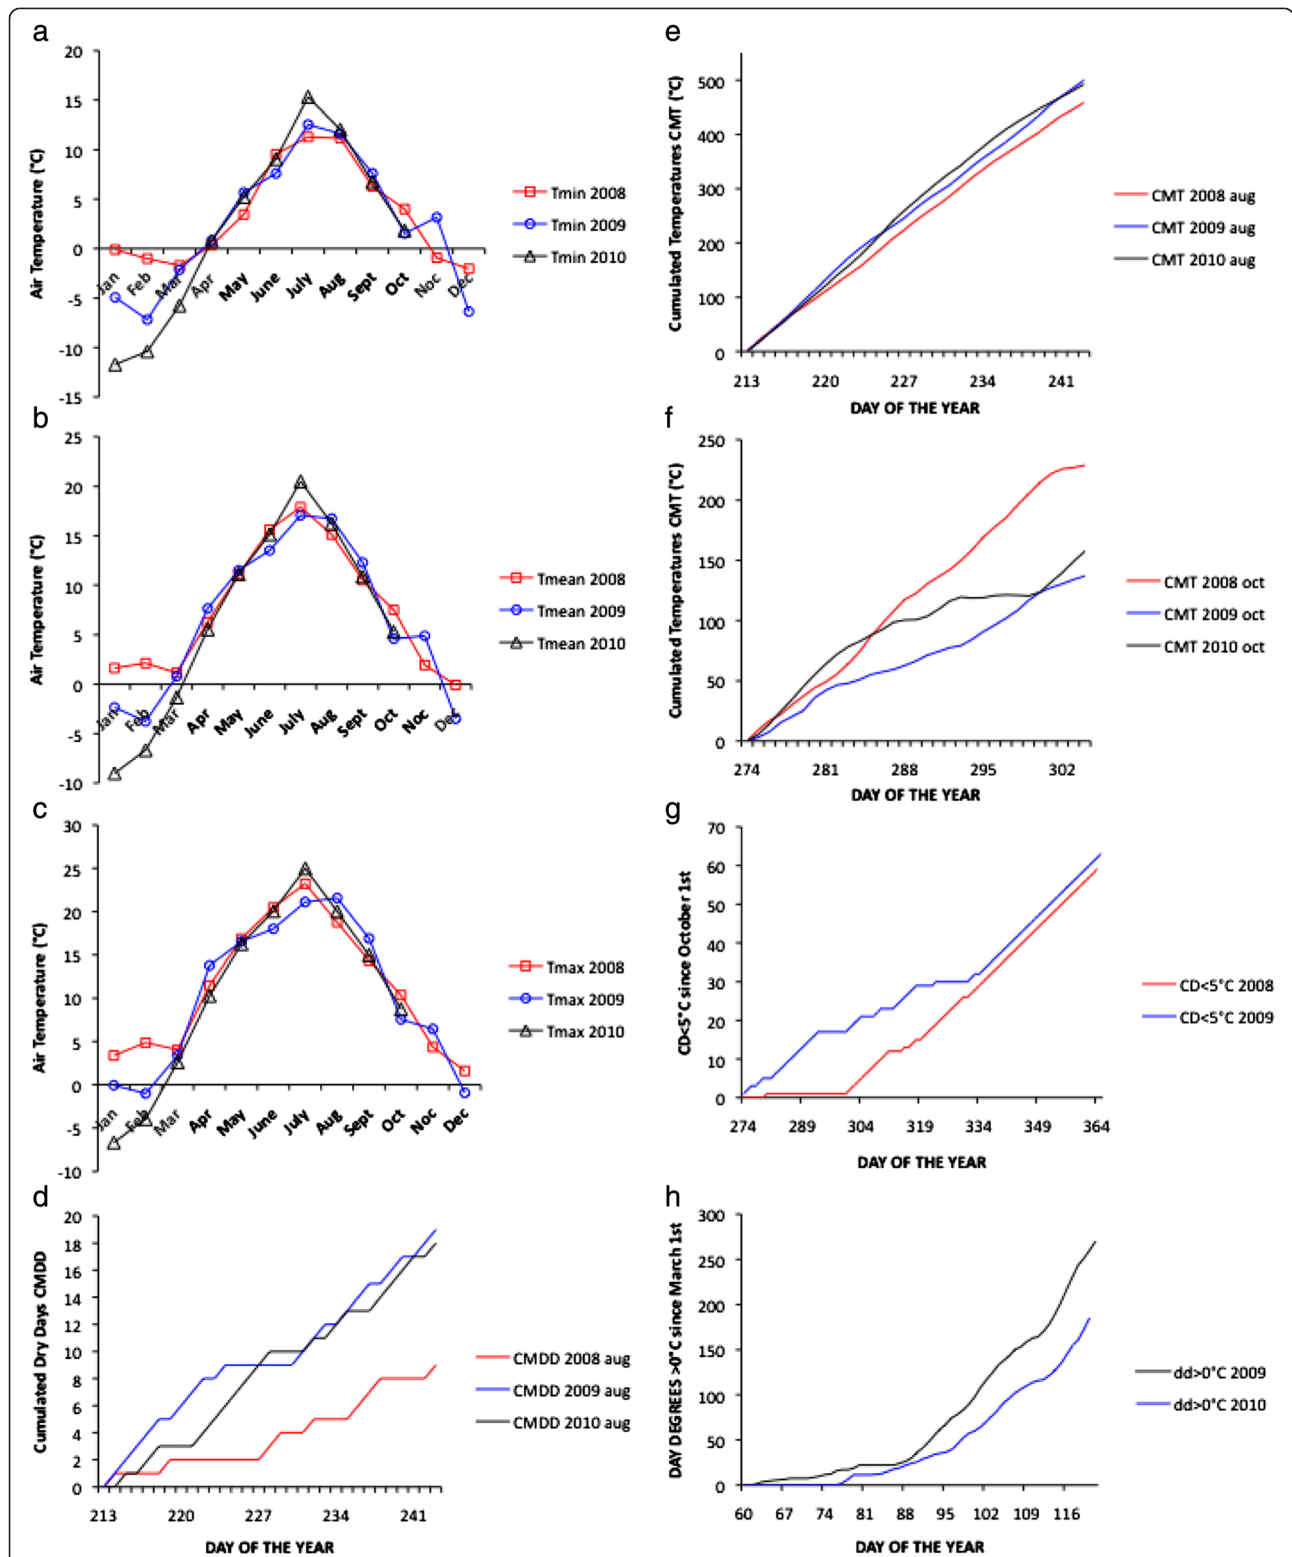 a
20
15
10
5
0
-5
-10
-15
Air Temperature (°C)
Jan Feb Mar Apr May June July Aug Sept Oct Noc Dec
Tmin 2008
Tmin 2009
Tmin 2010
b
25
20
15
10
5
0
-5
-10
Air Temperature (°C)
Jan Feb Mar Apr May June July Aug Sept Oct Noc Dec
Tmean 2008
Tmean 2009
Tmean 2010
c
30
25
20
15
10
5
0
-5
-10
Air Temperature (°C)
Jan Feb Mar Apr May June July Aug Sept Oct Noc Dec
Tmax 2008
Tmax 2009
Tmax 2010
d
20
18
16
14
12
10
8
6
4
2
0
Cumulated Dry Days CMDD
213 220 227 234 241
DAY OF THE YEAR
CMDD 2008 aug
CMDD 2009 aug
CMDD 2010 aug
e
500
400
300
200
100
0
Cumulated Temperatures CMT (°C)
213 220 227 234 241
DAY OF THE YEAR
CMT 2008 aug
CMT 2009 aug
CMT 2010 aug
f
250
200
150
100
50
0
Cumulated Temperatures CMT (°C)
274 281 288 295 302
DAY OF THE YEAR
CMT 2008 oct
CMT 2009 oct
CMT 2010 oct
g
70
60
50
40
30
20
10
0
CD<5°C since October 1st
274 289 304 319 334 349 364
DAY OF THE YEAR
CD<5°C 2008
CD<5°C 2009
h
300
250
200
150
100
50
0
DAY DEGREES >0°C since March 1st
60 67 74 81 88 95 102 109 116
DAY OF THE YEAR
dd>0°C 2009
dd>0°C 2010